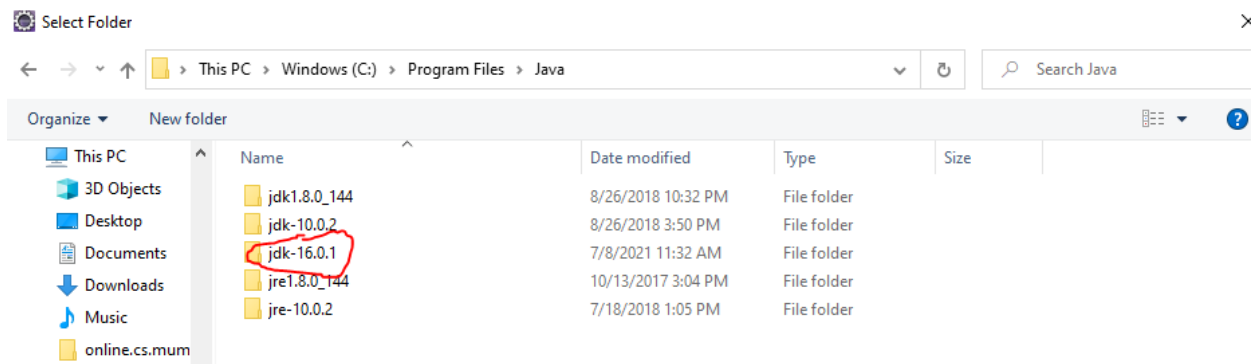 Select Folder
This PC > Windows (C:) > Program Files > Java
Search Java
Organize
New folder
This PC
3D Objects
Desktop
Documents
Downloads
Music
online.cs.mum
Name
Date modified
Type
Size
jdk1.8.0_144 8/26/2018 10:32 PM File folder
jdk-10.0.2 8/26/2018 3:50 PM File folder
jdk-16.0.1 7/8/2021 11:32 AM File folder
jre1.8.0_144 10/13/2017 3:04 PM File folder
jre-10.0.2 7/18/2018 1:05 PM File folder